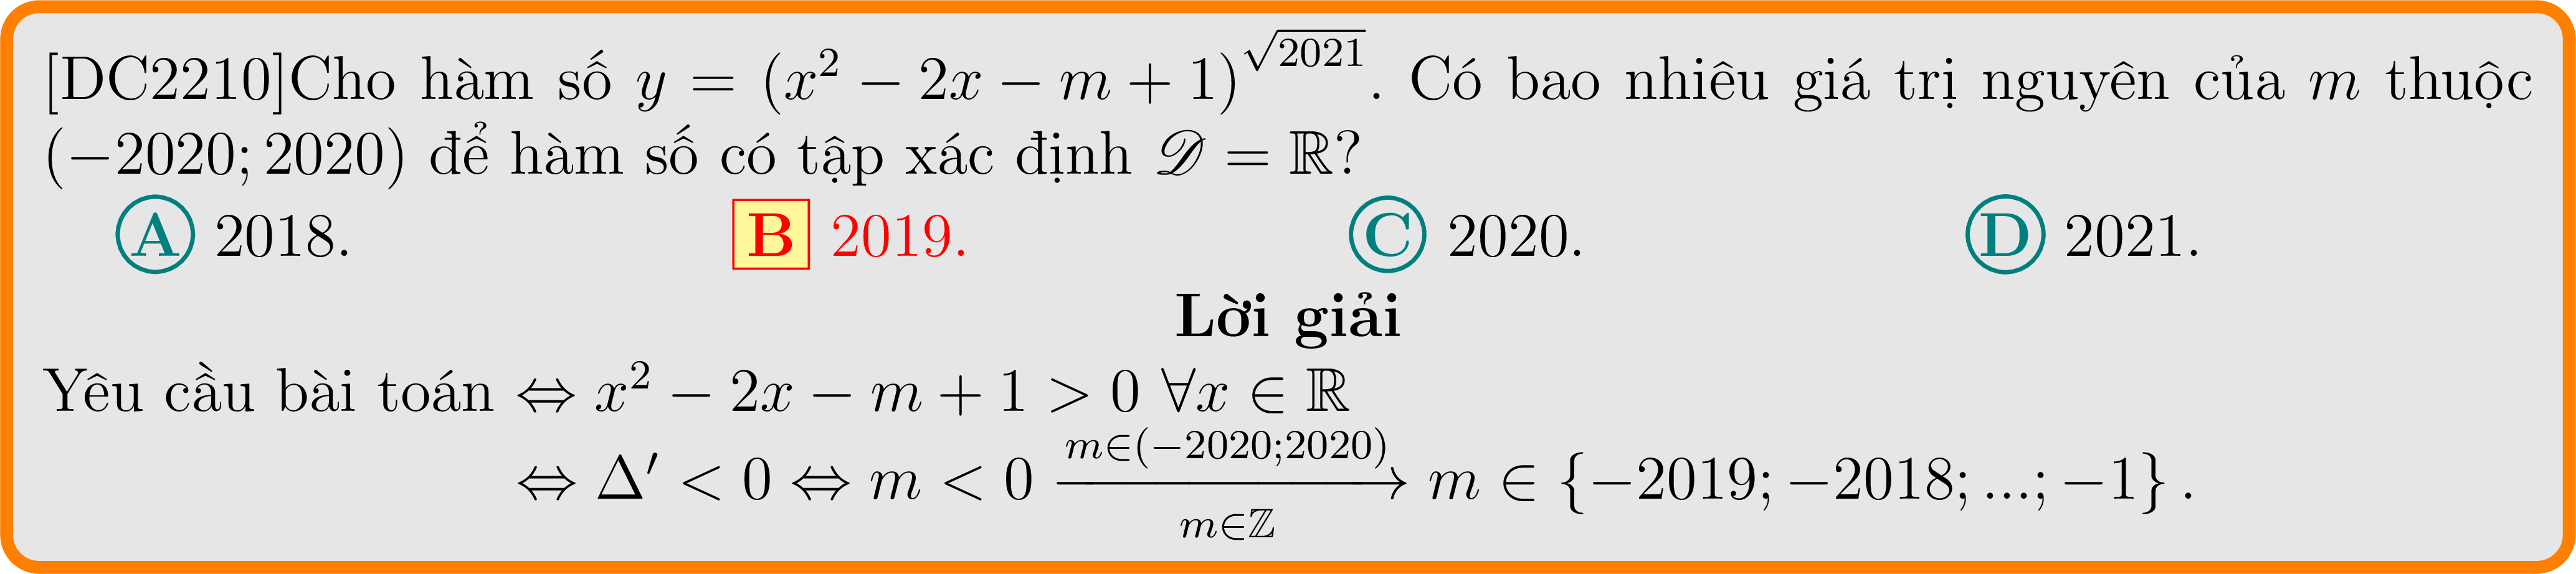 [DC2210]Cho hàm số $y = (x^2 - 2x - m + 1)^{\sqrt{2021}}$. Có bao nhiêu giá trị nguyên của $m$ thuộc
$(-2020; 2020)$ để hàm số có tập xác định $\mathscr{D} = \mathbb{R}$?
A 2018. B 2019. C 2020. D 2021.
Lời giải
Yêu cầu bài toán $\Leftrightarrow x^2 - 2x - m + 1 > 0 \ \forall x \in \mathbb{R}$
$\Leftrightarrow \Delta' < 0 \Leftrightarrow m < 0 \xrightarrow[m \in \mathbb{Z}]{m \in (-2020; 2020)} m \in \{-2019; -2018; ...; -1\}.$